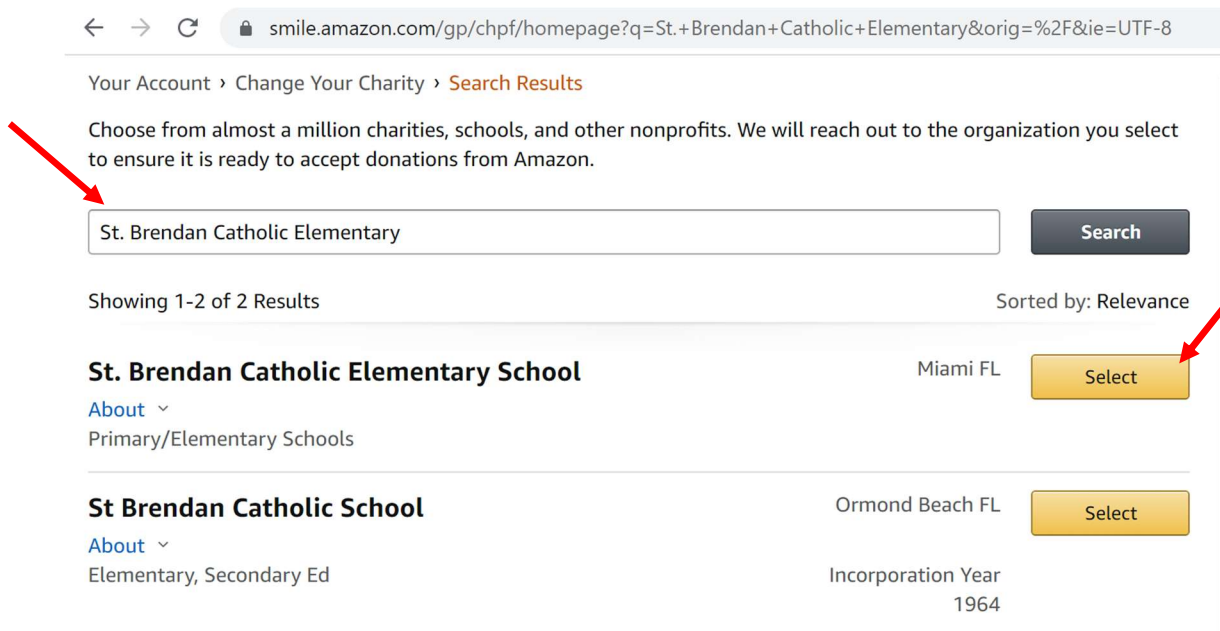 smile.amazon.com/gp/chpf/homepage?q=St.+Brendan+Catholic+Elementary&orig=%2F&ie=UTF-8
Your Account › Change Your Charity › Search Results
Choose from almost a million charities, schools, and other nonprofits. We will reach out to the organization you select
to ensure it is ready to accept donations from Amazon.
St. Brendan Catholic Elementary
Search
Showing 1-2 of 2 Results
Sorted by: Relevance
St. Brendan Catholic Elementary School
Miami FL
Select
About
Primary/Elementary Schools
St Brendan Catholic School
Ormond Beach FL
Select
About
Elementary, Secondary Ed
Incorporation Year
1964